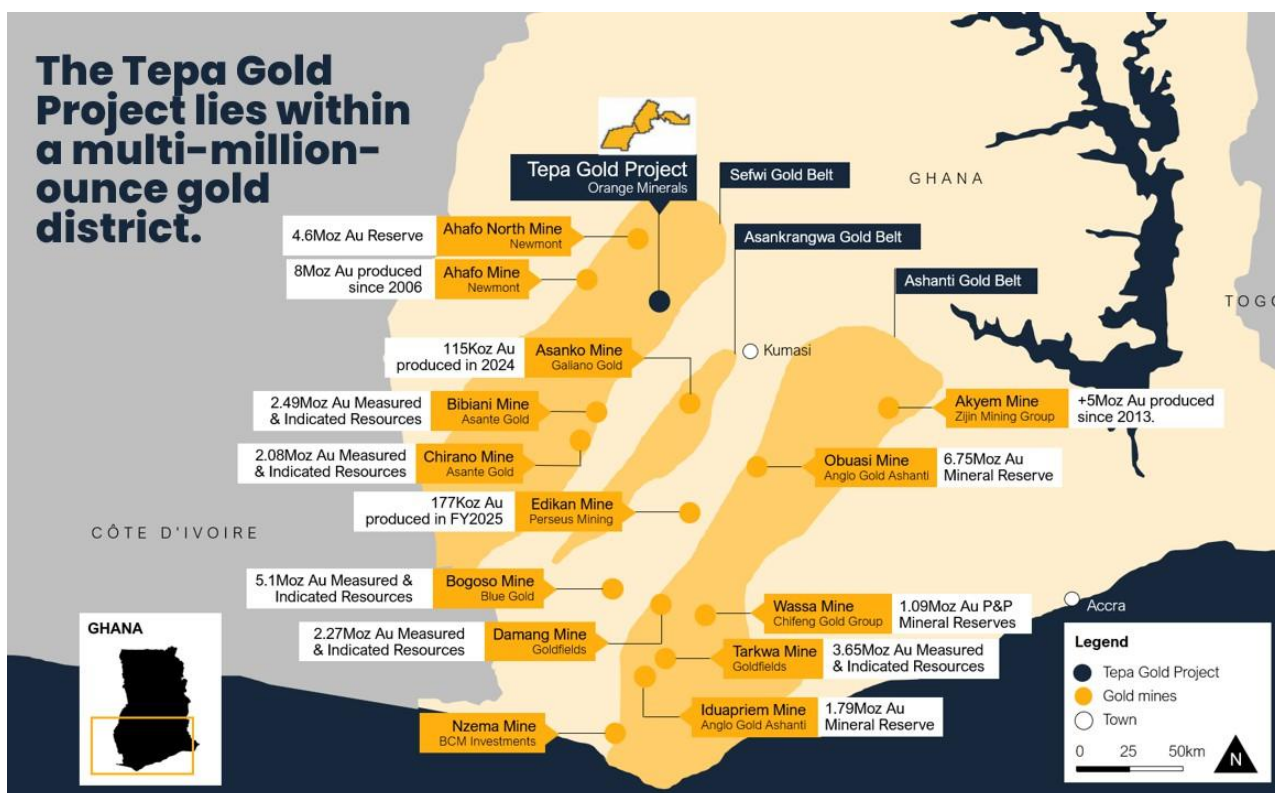 The Tepa Gold
Project lies within
a multi-million-
ounce gold
district.
Tepa Gold Project
Orange Minerals
Sefwi Gold Belt
GHANA
4.6Moz Au Reserve
Ahafo North Mine
Newmont
Asankrangwa Gold Belt
8Moz Au produced
since 2006
Ahafo Mine
Newmont
Ashanti Gold Belt
TOGO
115Koz Au
produced in 2024
Asanko Mine
Galiano Gold
Kumasi
2.49Moz Au Measured
& Indicated Resources
Bibiani Mine
Asante Gold
Akyem Mine
Zijin Mining Group
+5Moz Au produced
since 2013.
2.08Moz Au Measured
& Indicated Resources
Chirano Mine
Asante Gold
Obuasi Mine
Anglo Gold Ashanti
6.75Moz Au
Mineral Reserve
177Koz Au
produced in FY2025
Edikan Mine
Perseus Mining
CÔTE D'IVOIRE
5.1Moz Au Measured &
Indicated Resources
Bogoso Mine
Blue Gold
Wassa Mine
Chifeng Gold Group
1.09Moz Au P&P
Mineral Reserves
Accra
2.27Moz Au Measured
& Indicated Resources
Damang Mine
Goldfields
Tarkwa Mine
Goldfields
3.65Moz Au Measured
& Indicated Resources
Iduapriem Mine
Anglo Gold Ashanti
1.79Moz Au
Mineral Reserve
Nzema Mine
BCM Investments
GHANA
Legend
Tepa Gold Project
Gold mines
Town
0 25 50km
N